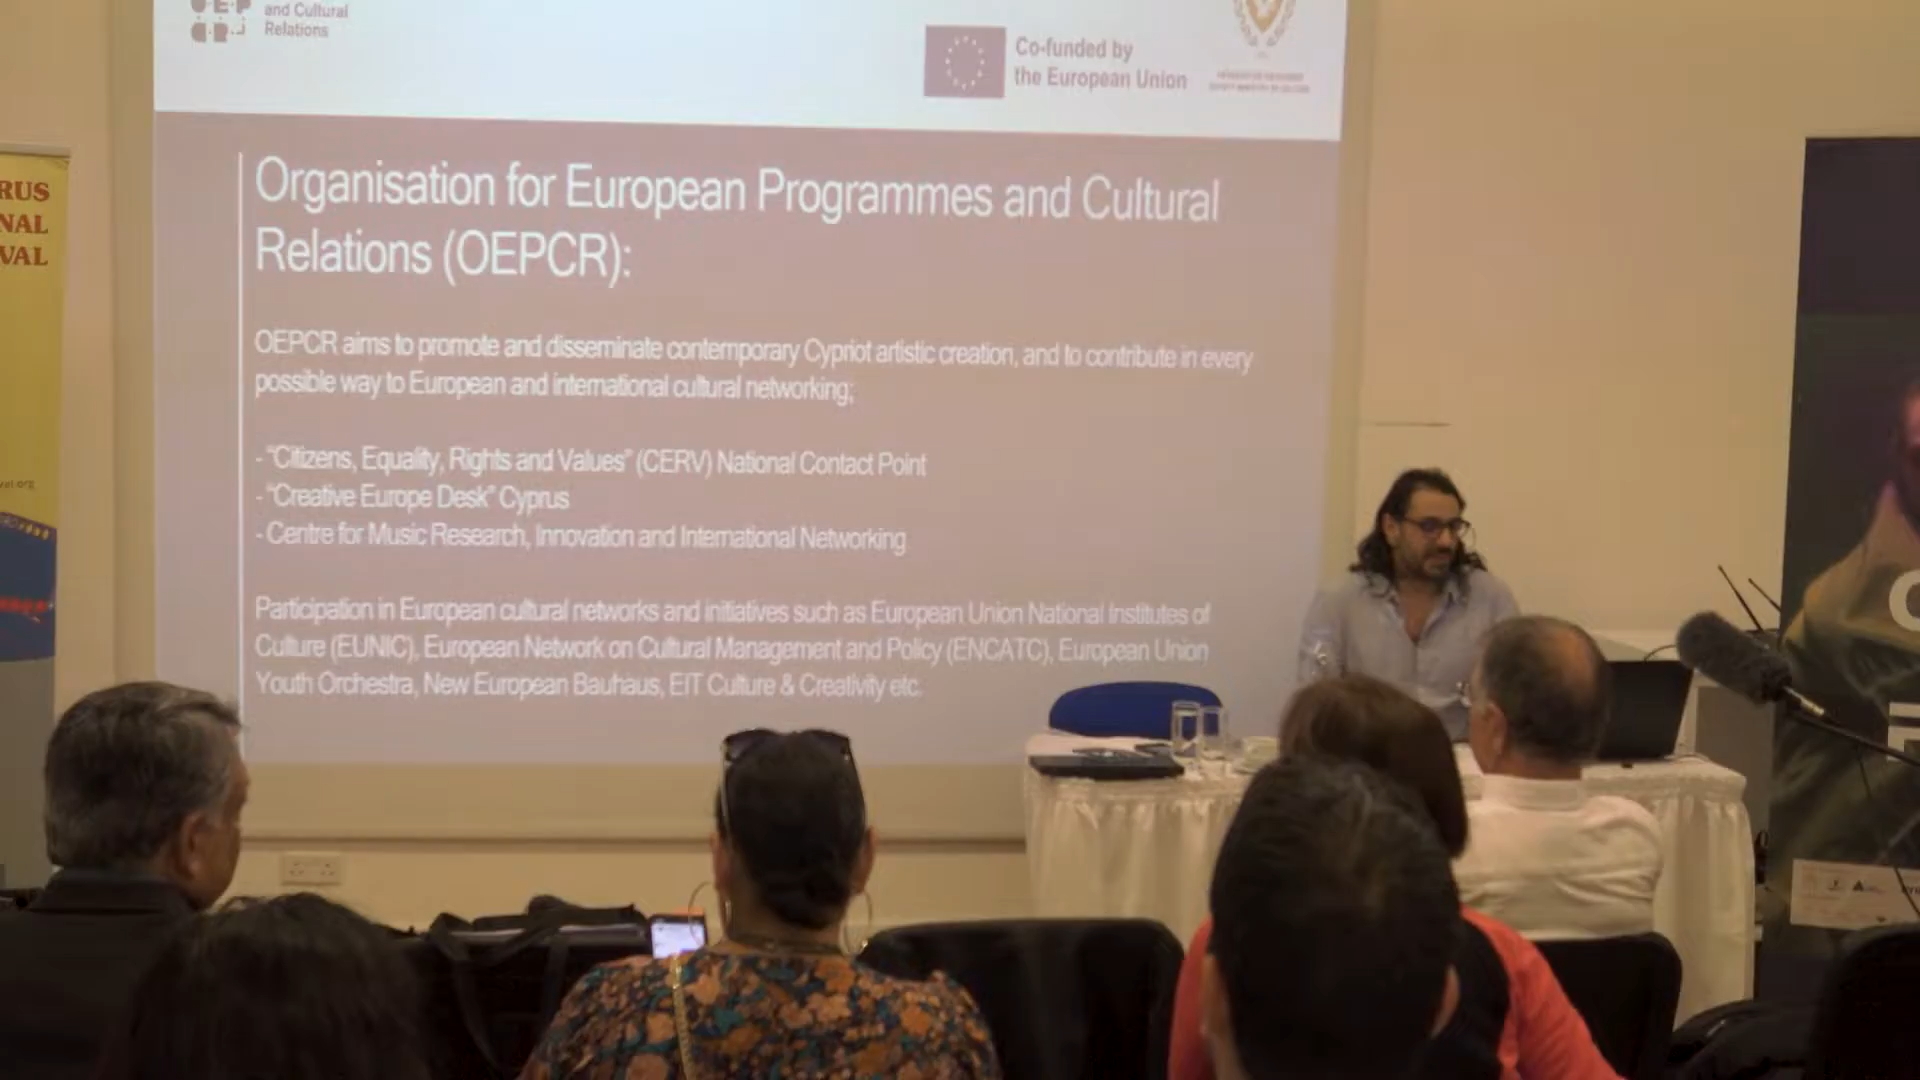 and Cultural
Relations
Co-funded by
the European Union
Organisation for European Programmes and Cultural
Relations (OEPCR):
OEPCR aims to promote and disseminate contemporary Cypriot artistic creation, and to contribute in every
possible way to European and international cultural networking;
- "Citizens, Equality, Rights and Values" (CERV) National Contact Point
- "Creative Europe Desk" Cyprus
- Centre for Music Research, Innovation and International Networking
Participation in European cultural networks and initiatives such as European Union National Institutes of
Culture (EUNIC), European Network on Cultural Management and Policy (ENCATC), European Union
Youth Orchestra, New European Bauhaus, EIT Culture & Creativity etc.
RUS
NAL
VAL